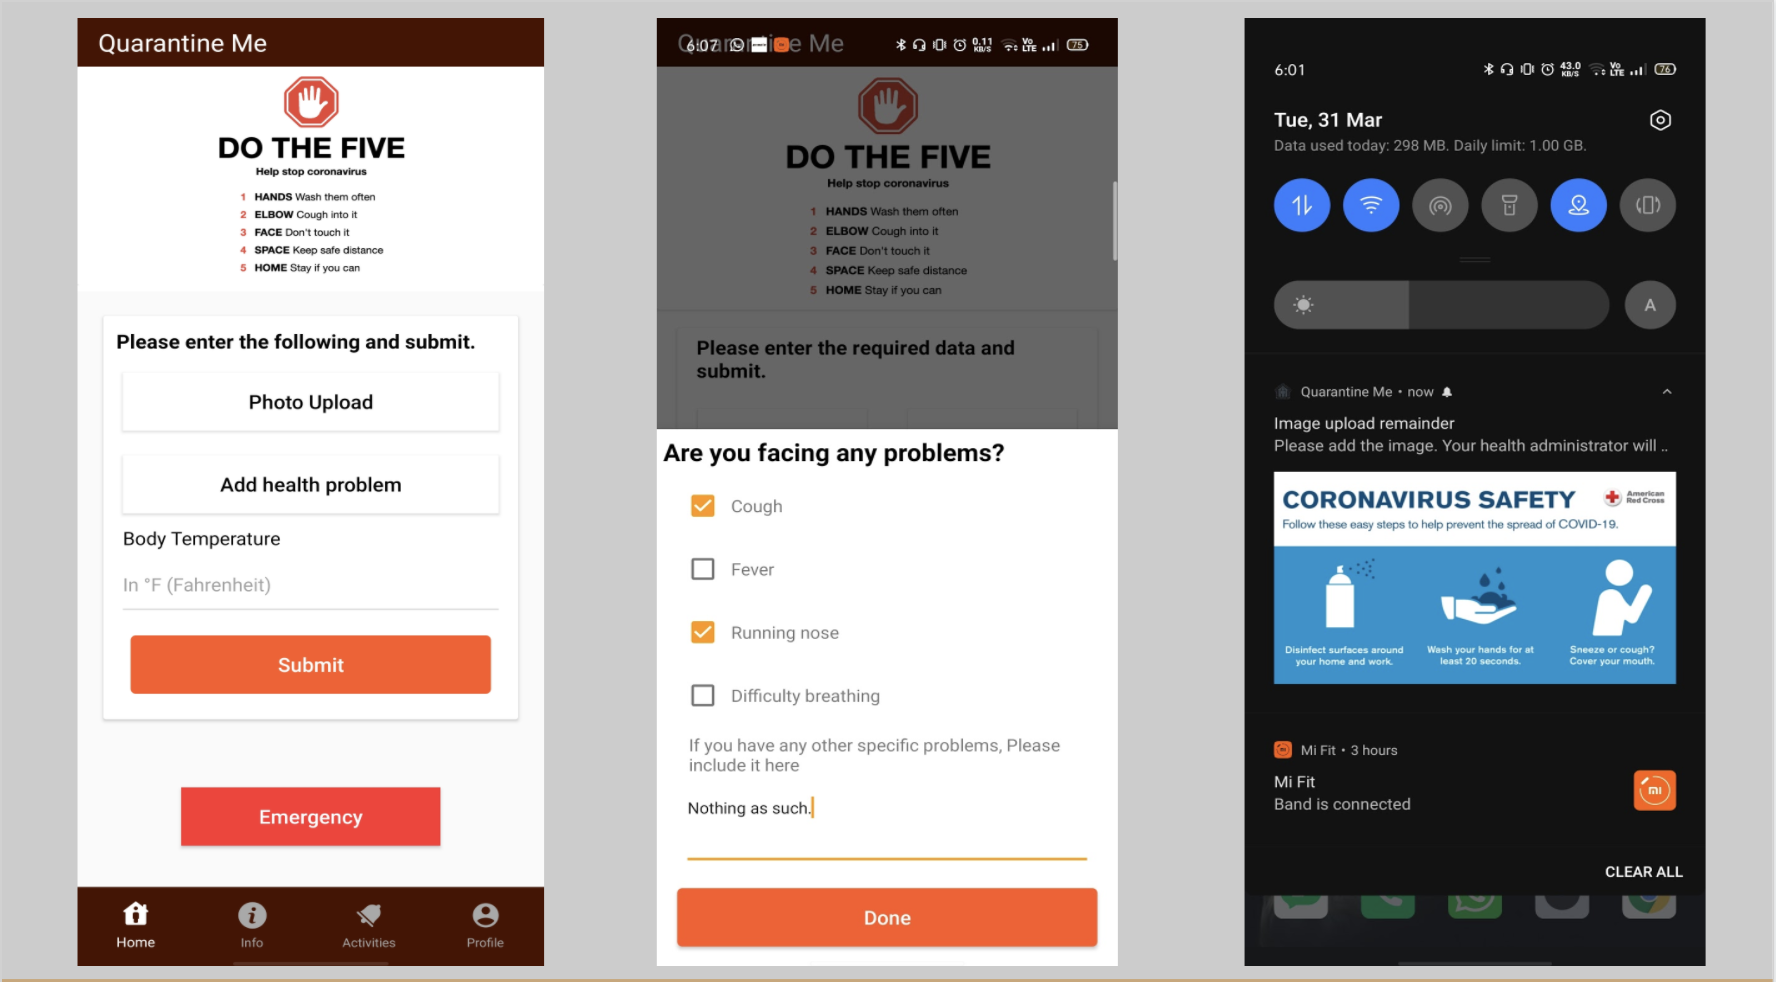 Quarantine Me
DO THE FIVE
Help stop coronavirus
1 HANDS Wash them often
2 ELBOW Cough into it
3 FACE Don't touch it
4 SPACE Keep safe distance
5 HOME Stay if you can
Please enter the following and submit.
Photo Upload
Add health problem
Body Temperature
In °F (Fahrenheit)
Submit
Emergency
Home
Info
Activities
Profile
Quarantine Me
6:07
0.11
KB/S
Vo
LTE
75
DO THE FIVE
Help stop coronavirus
1 HANDS Wash them often
2 ELBOW Cough into it
3 FACE Don't touch it
4 SPACE Keep safe distance
5 HOME Stay if you can
Please enter the required data and
submit.
Are you facing any problems?
Cough
Fever
Running nose
Difficulty breathing
If you have any other specific problems, Please
include it here
Nothing as such.
Done
6:01
43.0
KB/S
Vo
LTE
76
Tue, 31 Mar
Data used today: 298 MB. Daily limit: 1.00 GB.
A
Quarantine Me • now
Image upload remainder
Please add the image. Your health administrator will ..
CORONAVIRUS SAFETY
American
Red Cross
Follow these easy steps to help prevent the spread of COVID-19.
Disinfect surfaces around
your home and work.
Wash your hands for at
least 20 seconds.
Sneeze or cough?
Cover your mouth.
Mi Fit • 3 hours
Mi Fit
Band is connected
mi
CLEAR ALL